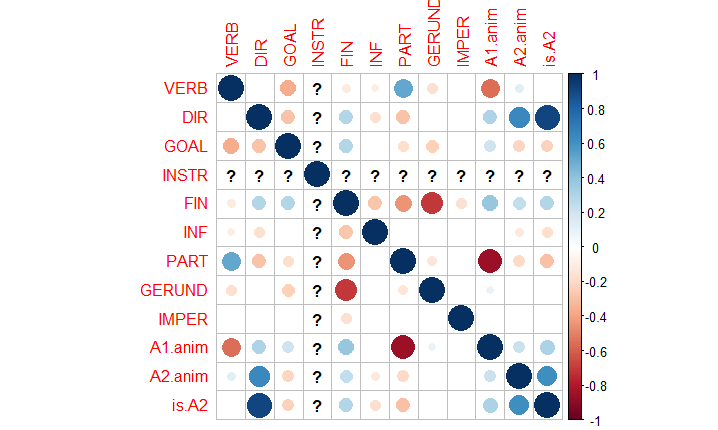 VERB DIR GOAL INSTR FIN INF PART GERUND IMPER A1.anim A2.anim is.A2
VERB ? 1
DIR ? 0.8
GOAL ? 0.6
INSTR ? ? ? ? ? ? ? ? ? ? ? 0.4
FIN ? 0.2
INF ? 0
PART ? -0.2
GERUND ? -0.4
IMPER ? -0.6
A1.anim ? -0.8
A2.anim ?
is.A2 ? -1